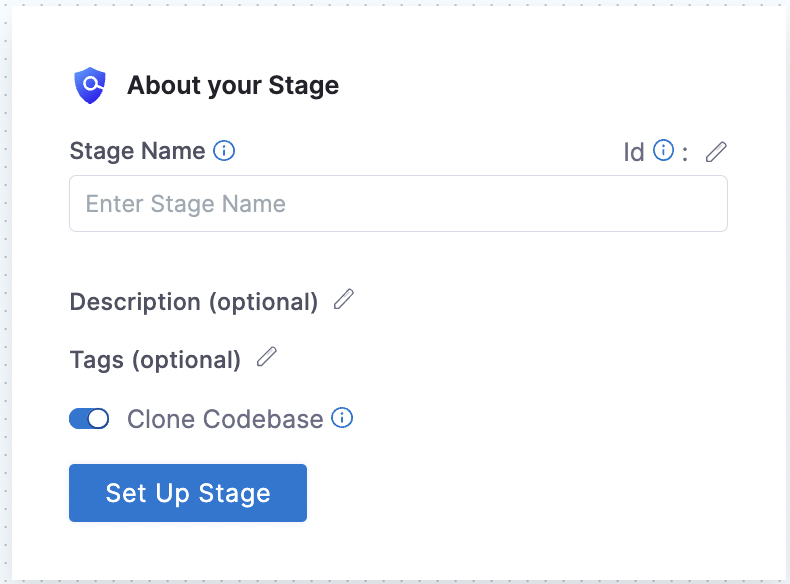 About your Stage
Stage Name Id :
Enter Stage Name
Description (optional)
Tags (optional)
Clone Codebase
Set Up Stage